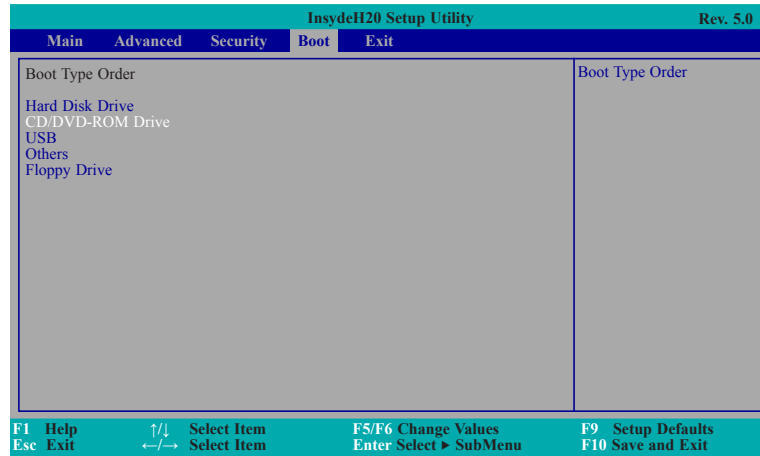 InsydeH20 Setup Utility Rev. 5.0
Main Advanced Security Boot Exit
Boot Type Order
Hard Disk Drive
CD/DVD-ROM Drive
USB
Others
Floppy Drive
Boot Type Order
F1 Help ↑/↓ Select Item F5/F6 Change Values F9 Setup Defaults
Esc Exit ←/→ Select Item Enter Select ▶ SubMenu F10 Save and Exit